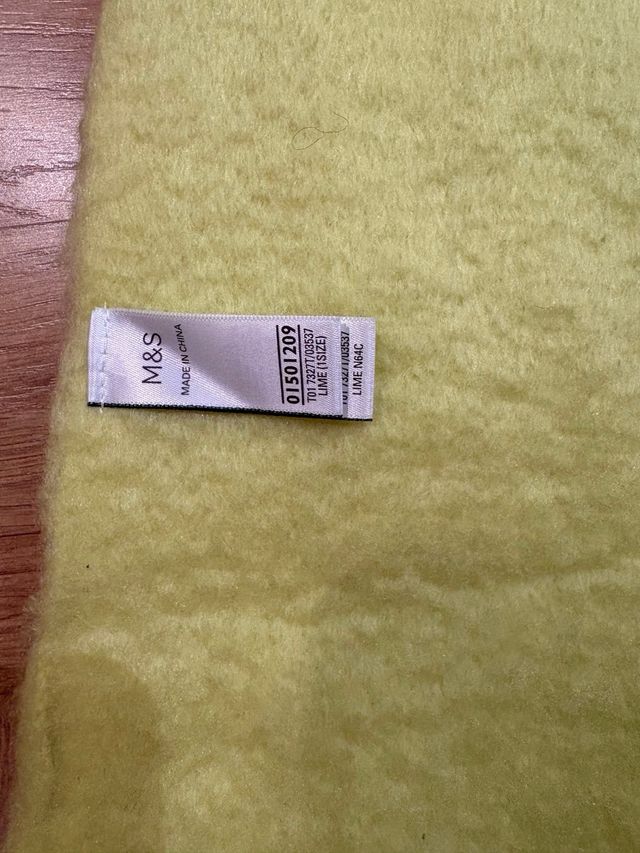 M&S
MADE IN CHINA
01501209
T01 7327T/03537
LIME (1SIZE)
T01 7327T/03537
LIME N64C